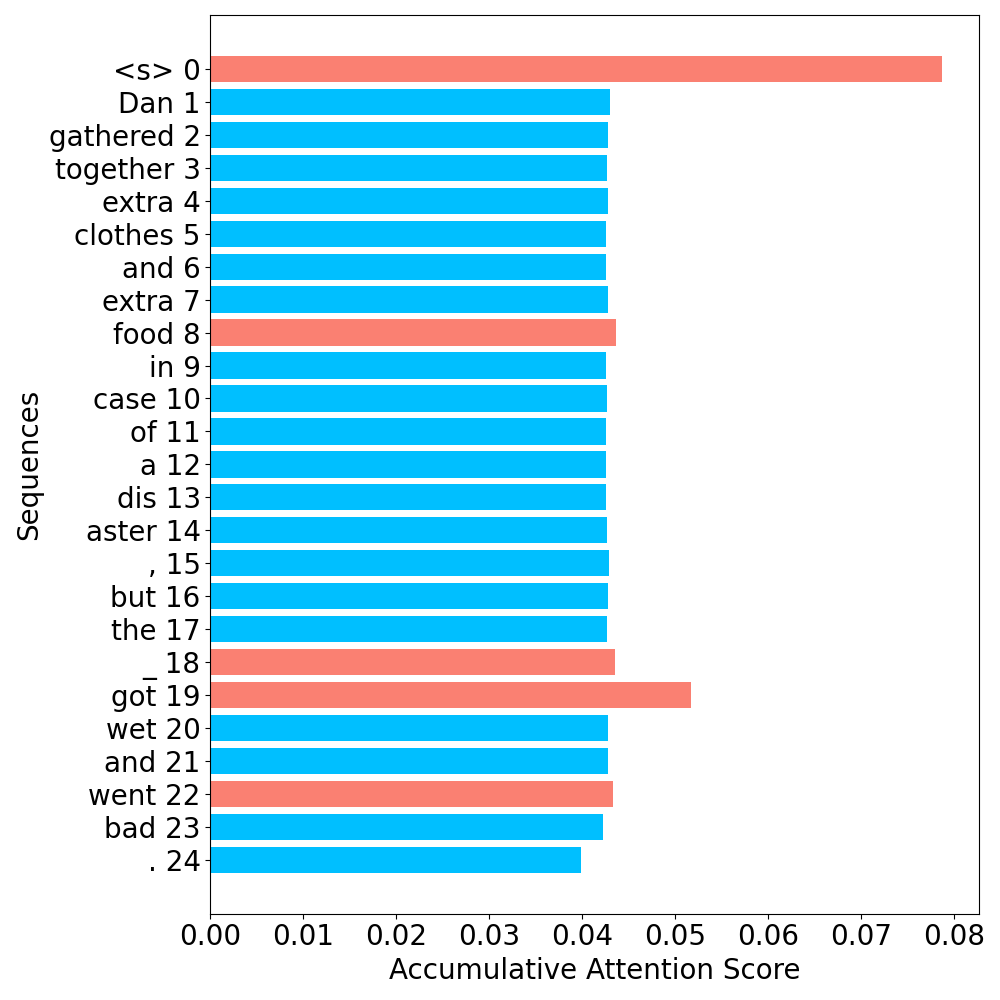 <s> 0
Dan 1
gathered 2
together 3
extra 4
clothes 5
and 6
extra 7
food 8
in 9
case 10
of 11
a 12
dis 13
aster 14
, 15
but 16
the 17
_ 18
got 19
wet 20
and 21
went 22
bad 23
. 24
Sequences
0.00 0.01 0.02 0.03 0.04 0.05 0.06 0.07 0.08
Accumulative Attention Score